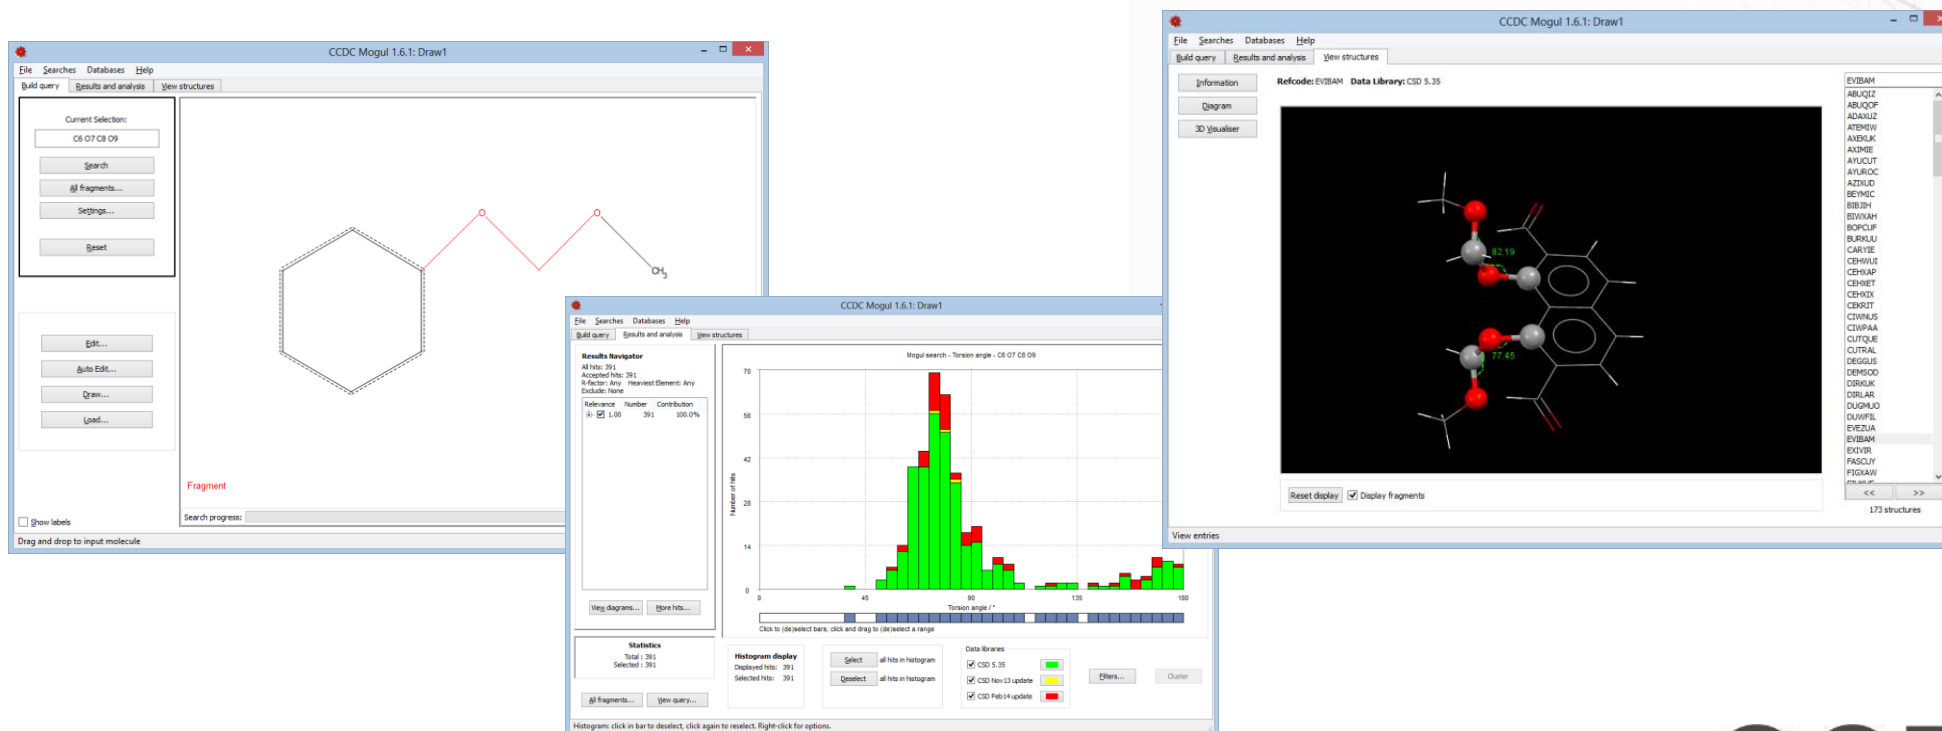 CCDC Mogul 1.6.1: Draw1
File Searches Databases Help
Build query Results and analysis View structures
Current Selection:
C6 O7 C8 O9
Search
All fragments...
Settings...
Reset
Edit...
Auto Edit...
Draw...
Load...
O O
CH3
Fragment
Show labels
Search progress:
Drag and drop to input molecule
CCDC Mogul 1.6.1: Draw1
File Searches Databases Help
Build query Results and analysis View structures
Results Navigator
All hits: 391
Accepted hits: 391
R-factor: Any Heaviest Element: Any
Exclude: None
Relevance Number Contribution
1.00 391 100.0%
View diagrams... More hits...
Mogul search - Torsion angle - C6 O7 C8 O9
Number of hits
70
56
42
28
14
0
0 45 90 135 180
Torsion angle / °
Click to (de)select bars; click and drag to (de)select a range
Statistics
Total : 391
Selected : 391
All fragments... View query...
Histogram display
Displayed hits: 391
Selected hits: 391
Select all hits in histogram
Deselect all hits in histogram
Data libraries
CSD 5.35
CSD Nov13 update
CSD Feb14 update
Filters... Cluster
Histogram: click in bar to deselect, click again to reselect. Right-click for options.
CCDC Mogul 1.6.1: Draw1
File Searches Databases Help
Build query Results and analysis View structures
Information
Diagram
3D Visualiser
Refcode: EVIBAM Data Library: CSD 5.35
82.19
77.45
Reset display Display fragments
EVIBAM
ABUQIZ
ABUQOF
ADAXUZ
ATEMIW
AXEKUK
AXIMIE
AYUCUT
AYUROC
AZIXUD
BEYMIC
BIBJIH
BIWXAH
BOPCUF
BURKUU
CARYIE
CEHWUI
CEHXAP
CEHXET
CEHXIX
CEKRIT
CIWNUS
CIWPAA
CUTQUE
CUTRAL
DEGGUS
DEMSOD
DIRKUK
DIRLAR
DUGMUO
DUWFIL
EVEZUA
EVIBAM
EXIVIR
FASCUY
FIGXAW
<< >>
173 structures
View entries